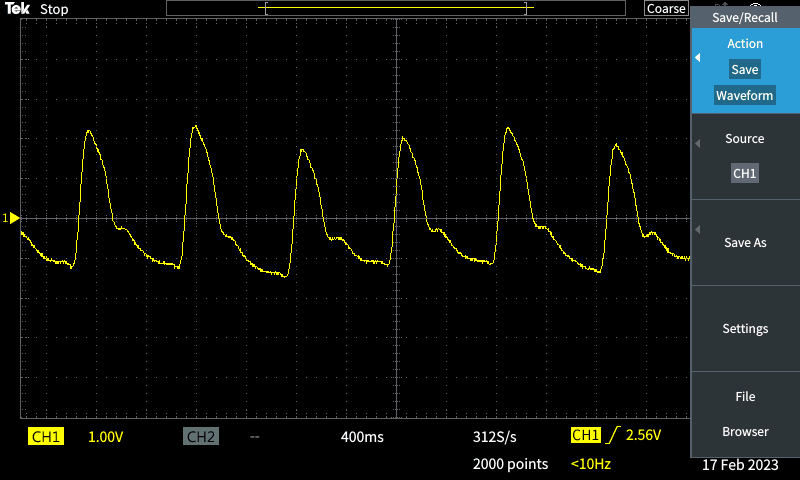 Tek Stop Coarse
Save/Recall
Action
Save
Waveform
Source
CH1
Save As
Settings
File
Browser
1
CH1 1.00V CH2 -- 400ms 312S/s CH1 2.56V
2000 points <10Hz 17 Feb 2023